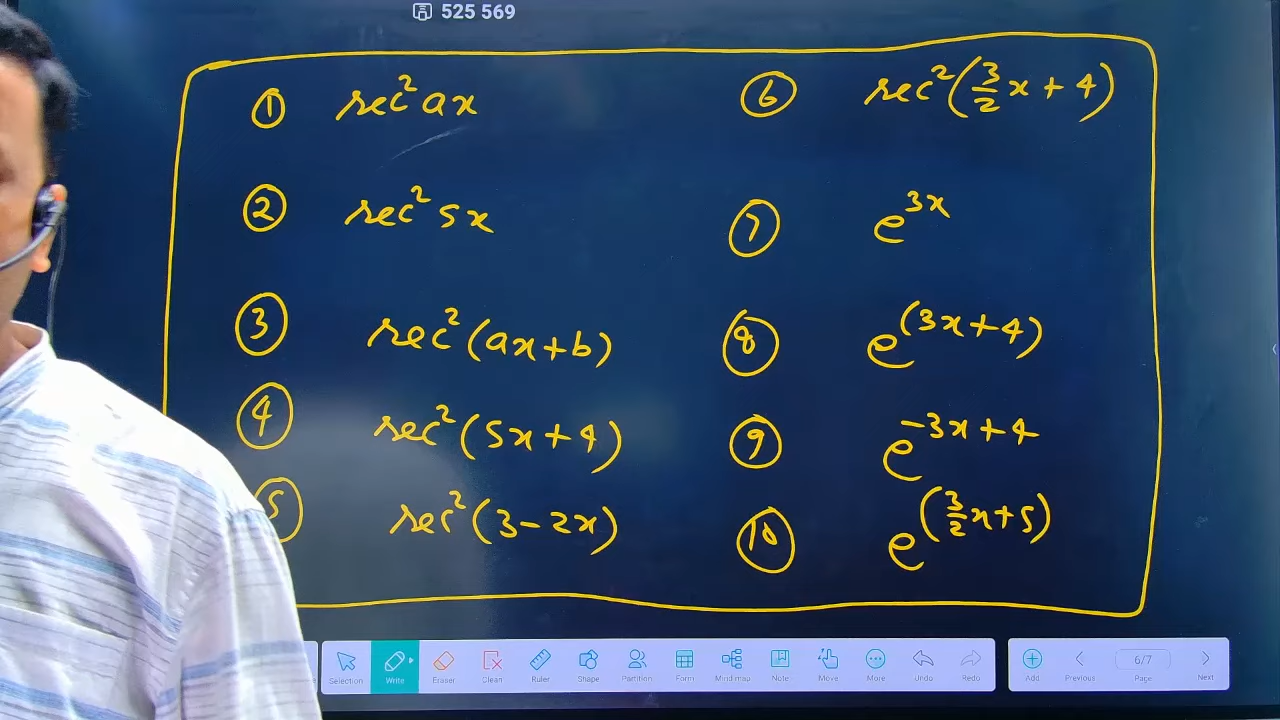 525 569
① sec² ax
② sec² 5x
③ sec² (ax+b)
④ sec² (5x+4)
⑤ sec² (3-2x)
⑥ sec² (3/2 x + 4)
⑦ e^3x
⑧ e^(3x+4)
⑨ e^-3x+4
⑩ e^(3/2 x+5)
Selection Write Eraser Clean Ruler Shape Partition Form Mind map Note Move More Undo Redo
Add Previous 6/7 Page Next